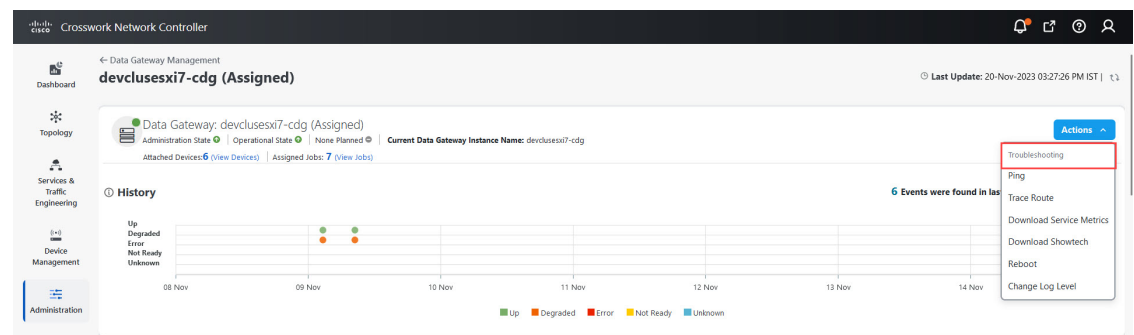 cisco Crosswork Network Controller
← Data Gateway Management
devclusesxi7-cdg (Assigned)
Last Update: 20-Nov-2023 03:27:26 PM IST |
Dashboard
Topology
Services &
Traffic
Engineering
Device
Management
Administration
Data Gateway: devclusesxi7-cdg (Assigned)
Administration State | Operational State | None Planned | Current Data Gateway Instance Name: devclusesxi7-cdg
Attached Devices:6 (View Devices) | Assigned Jobs: 7 (View Jobs)
Actions
Troubleshooting
Ping
Trace Route
Download Service Metrics
Download Showtech
Reboot
Change Log Level
History
6 Events were found in las
Up
Degraded
Error
Not Ready
Unknown
08 Nov 09 Nov 10 Nov 11 Nov 12 Nov 13 Nov 14 Nov
Up Degraded Error Not Ready Unknown